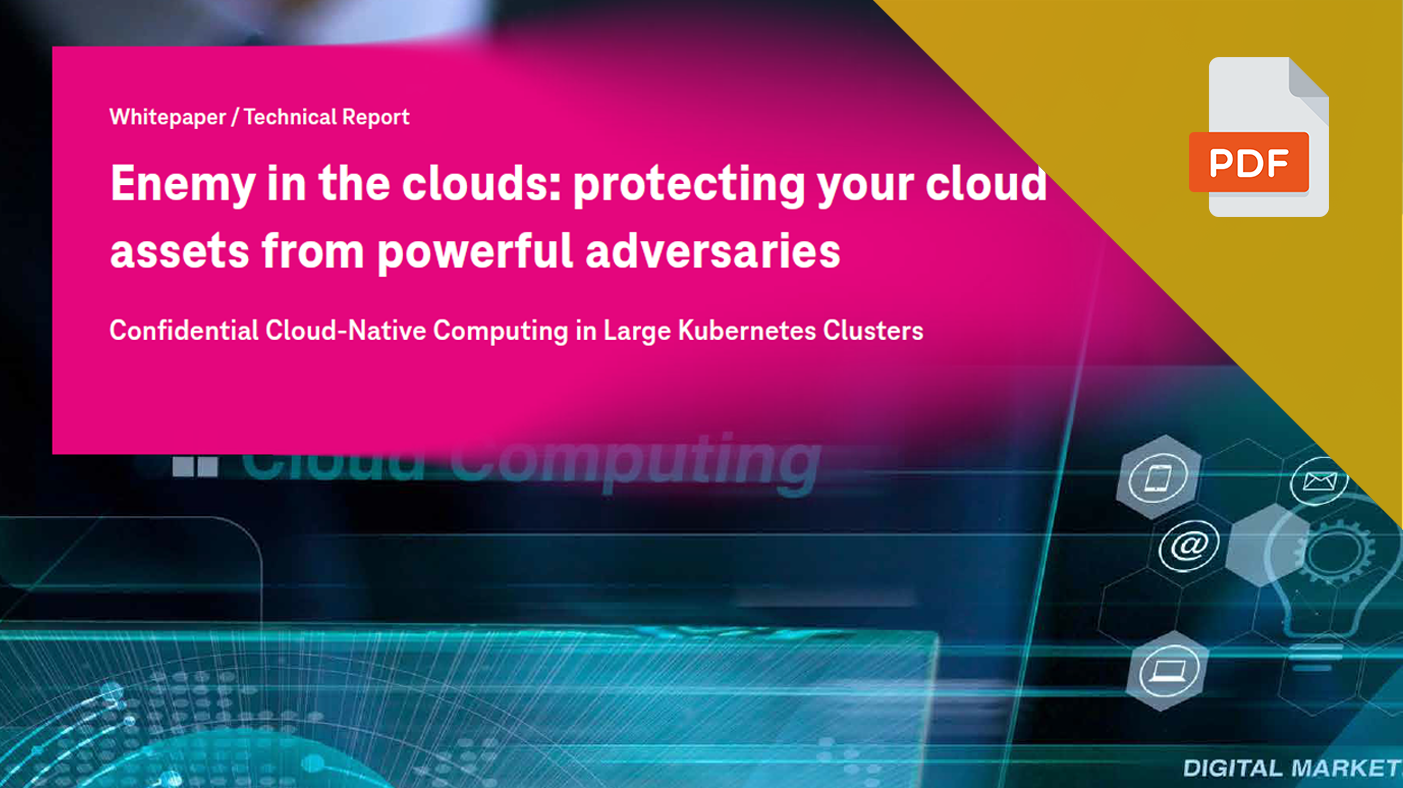 Whitepaper / Technical Report
Enemy in the clouds: protecting your cloud
assets from powerful adversaries
Confidential Cloud-Native Computing in Large Kubernetes Clusters
PDF
Cloud Computing
@
DIGITAL MARKET